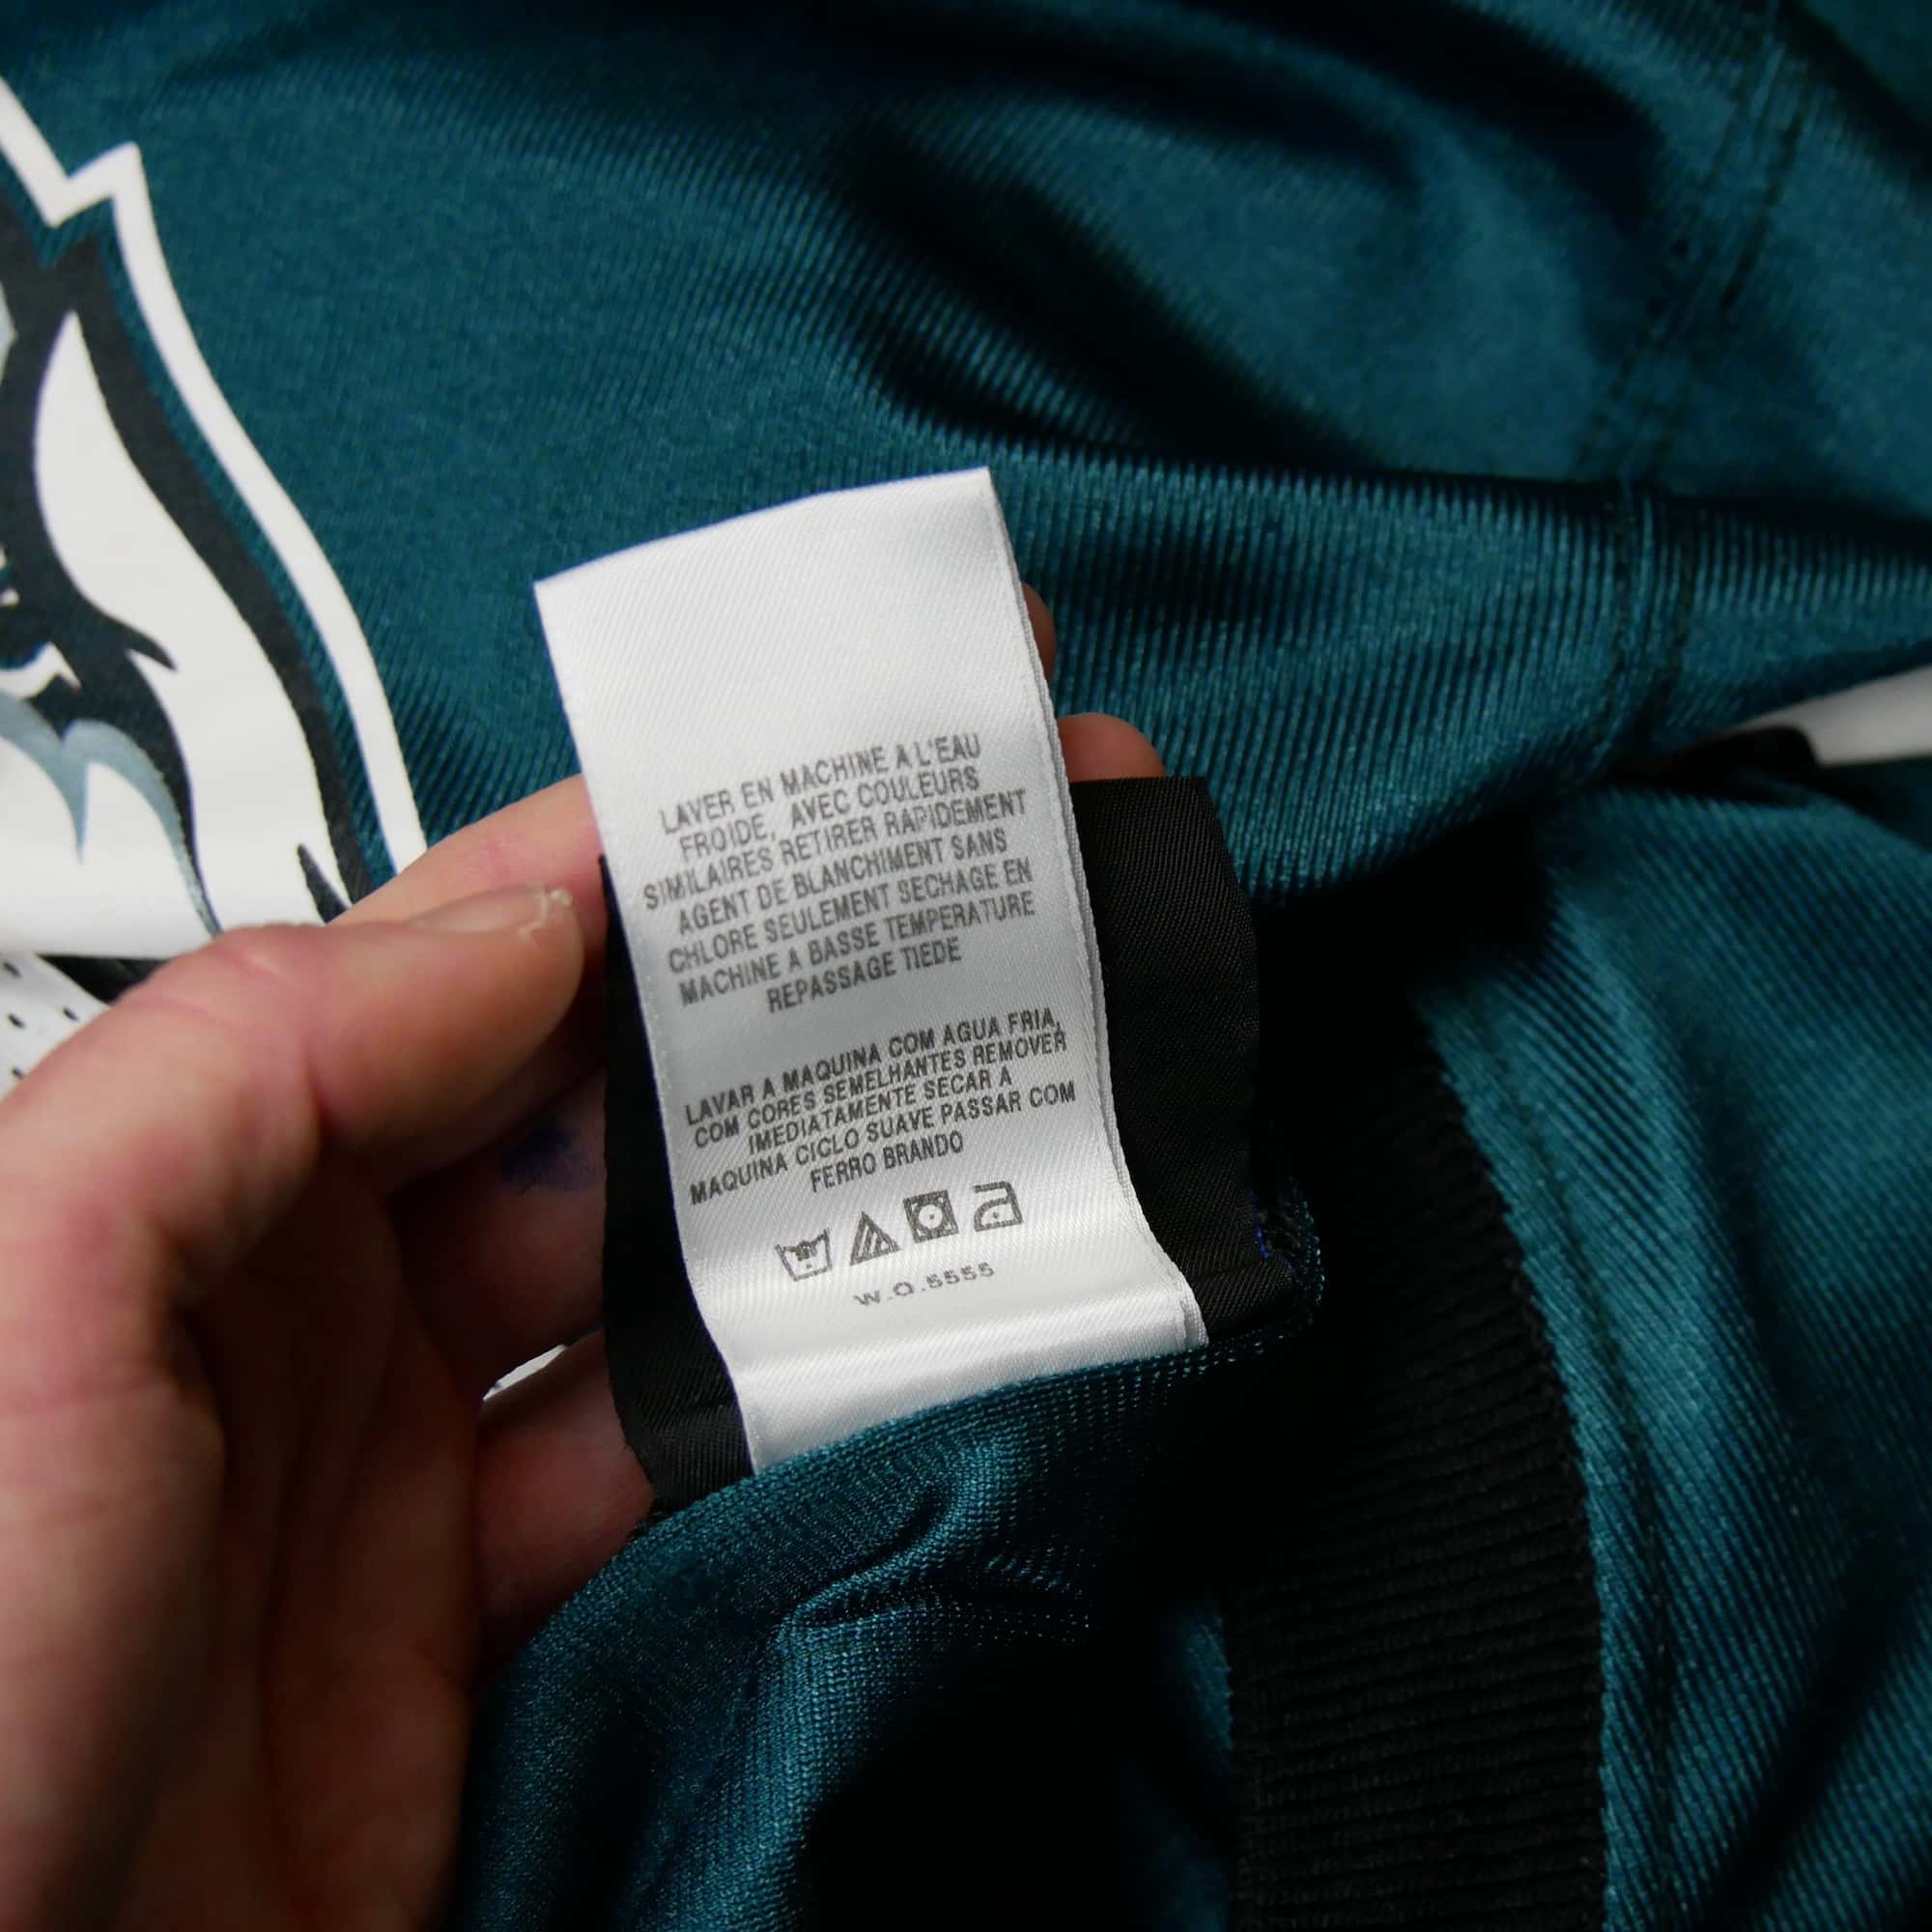 LAVER EN MACHINE A L'EAU
FROIDE, AVEC COULEURS
SIMILAIRES RETIRER RAPIDEMENT
AGENT DE BLANCHIMENT SANS
CHLORE SEULEMENT SECHAGE EN
MACHINE A BASSE TEMPERATURE
REPASSAGE TIEDE
LAVAR A MAQUINA COM AGUA FRIA,
COM CORES SEMELHANTES REMOVER
IMEDIATAMENTE SECAR A
MAQUINA CICLO SUAVE PASSAR COM
FERRO BRANDO
W.O.5555